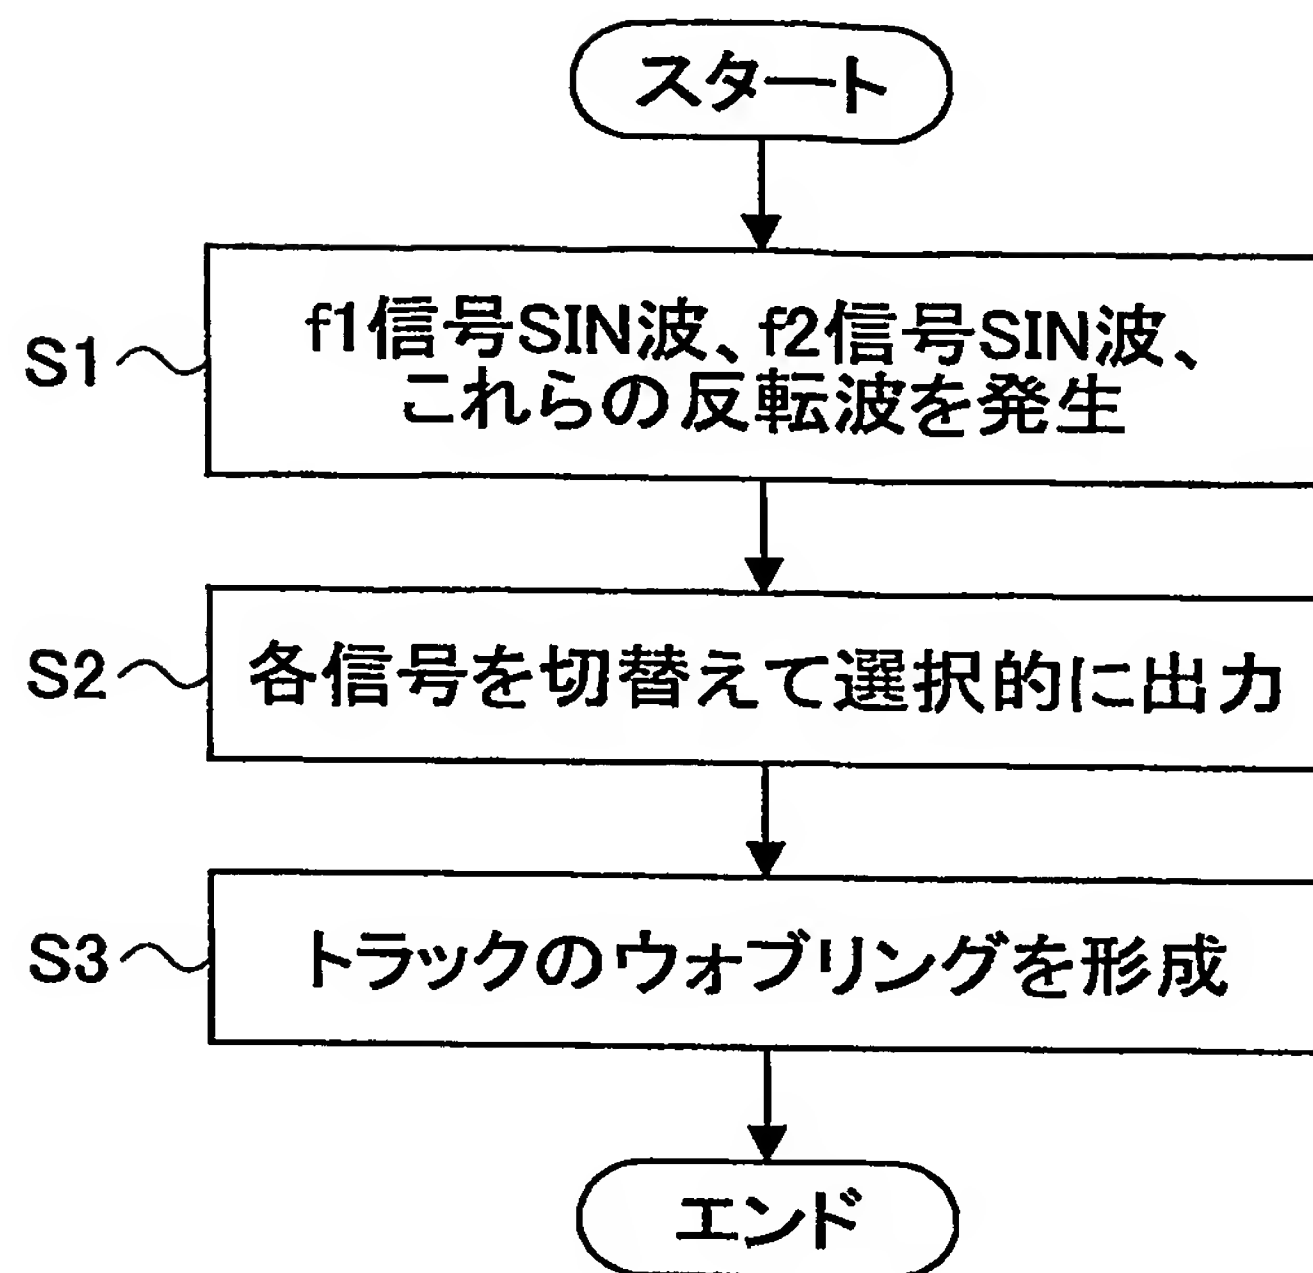 スタート
S1
f1信号SIN波、f2信号SIN波、
これらの反転波を発生
S2
各信号を切替えて選択的に出力
S3
トラックのウォブリングを形成
エンド